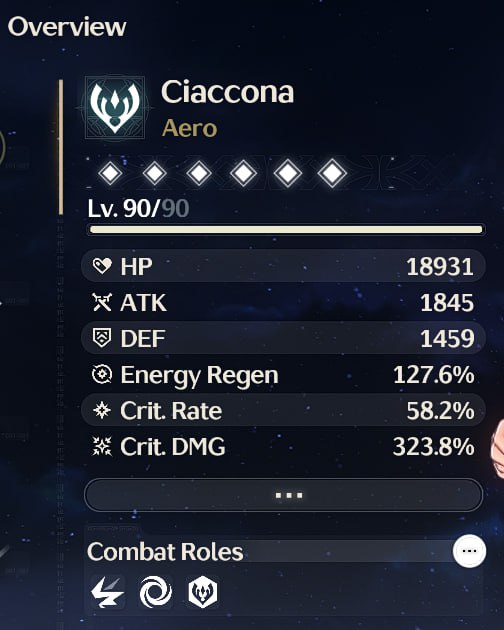 Overview
Ciaccona
Aero
Lv. 90/90
HP 18931
ATK 1845
DEF 1459
Energy Regen 127.6%
Crit. Rate 58.2%
Crit. DMG 323.8%
...
Combat Roles ...